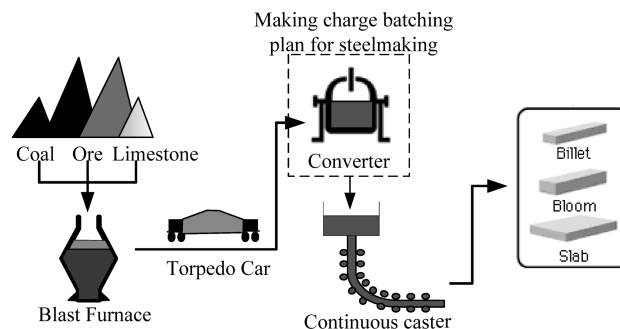 Making charge batching
plan for steelmaking
Coal Ore Limestone
Converter
Billet
Bloom
Slab
Torpedo Car
Blast Furnace
Continuous caster